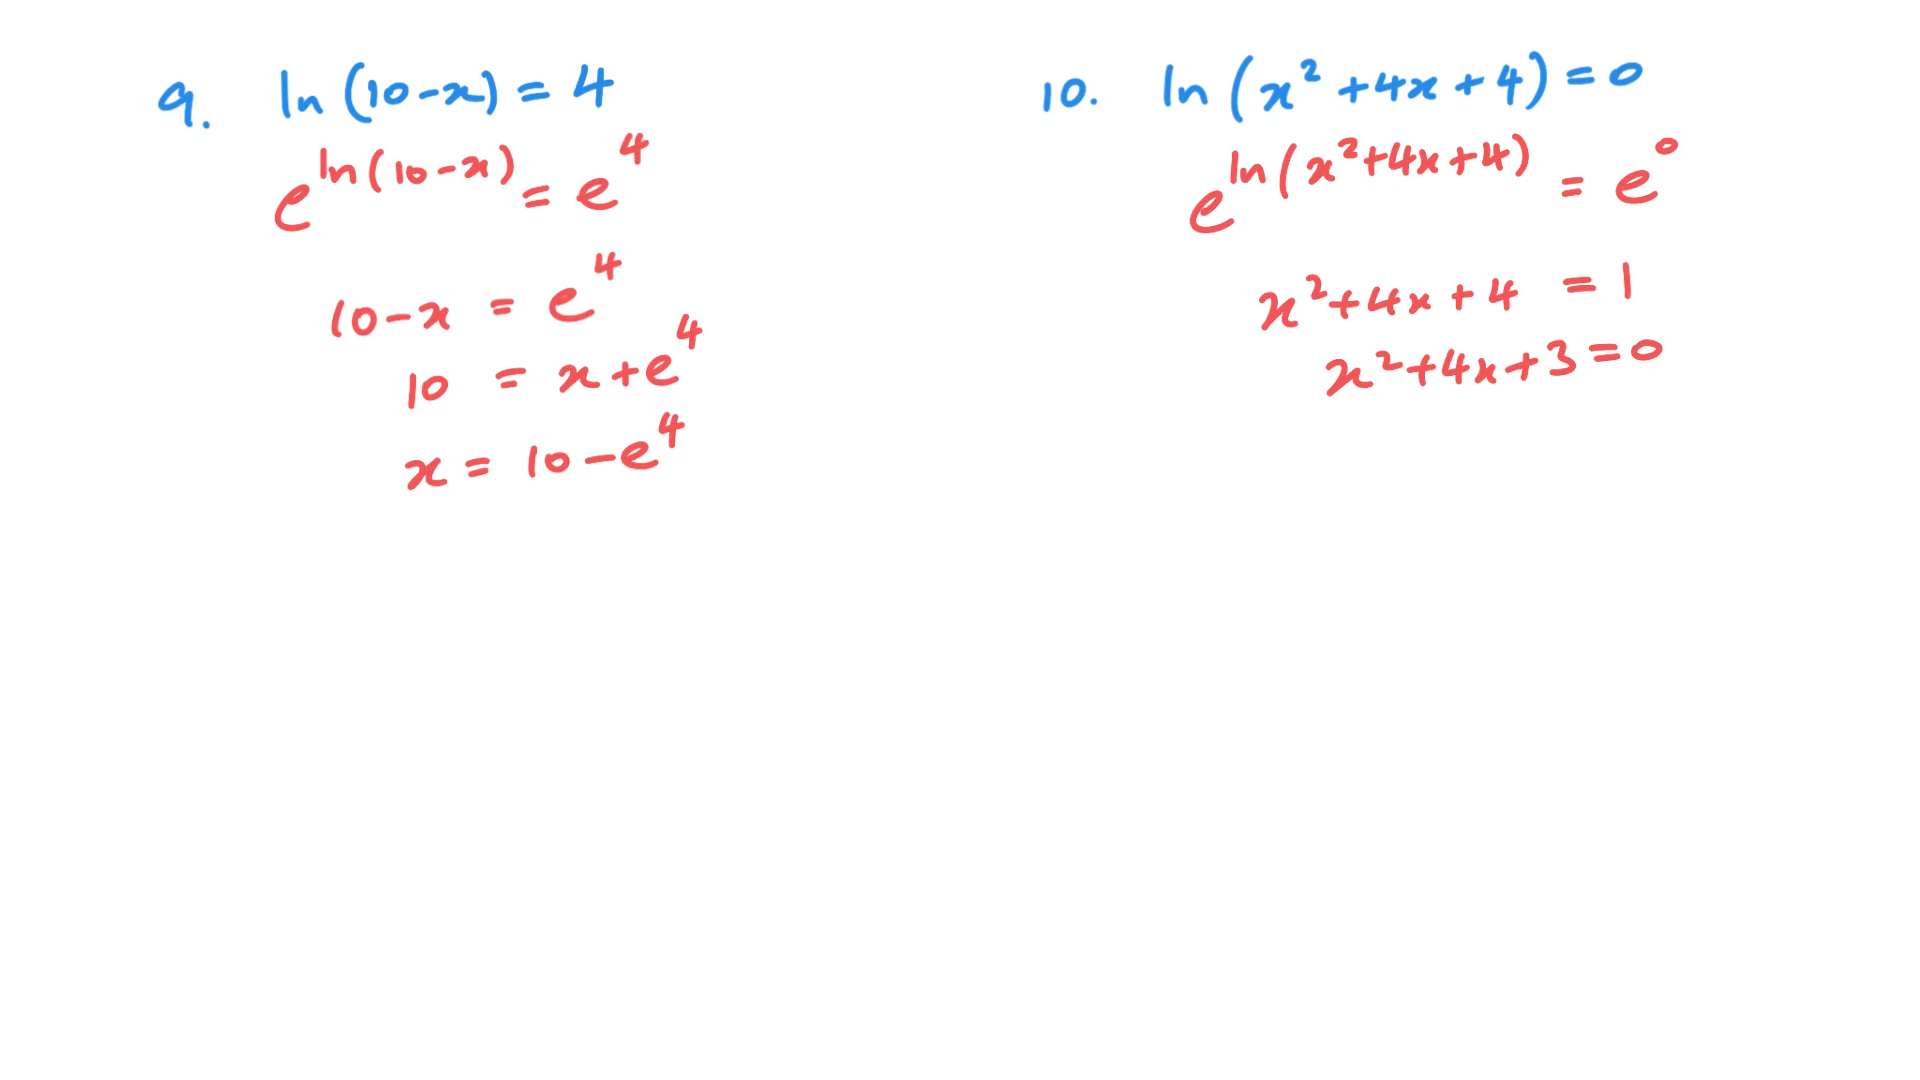 9. ln (10-x) = 4
e^{ln(10-x)} = e^4
10-x = e^4
10 = x+e^4
x = 10-e^4
10. ln (x² +4x +4) = 0
e^{ln(x²+4x+4)} = e^0
x²+4x+4 = 1
x²+4x+3=0